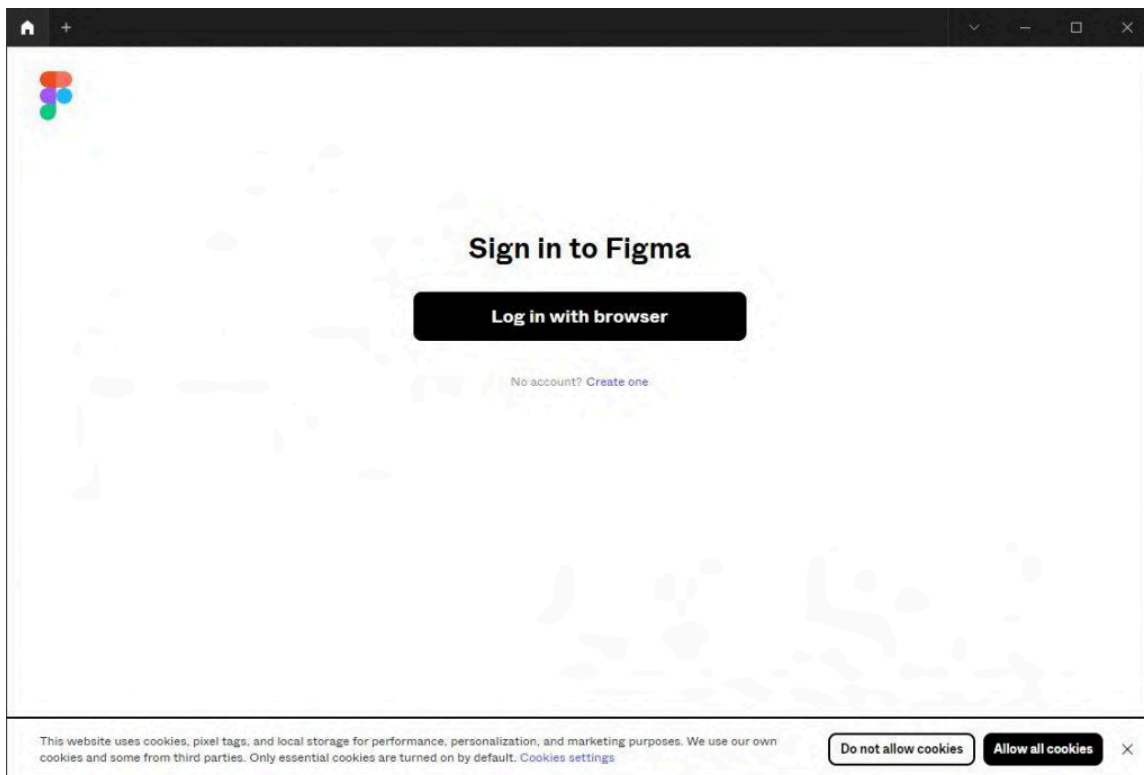 Sign in to Figma
Log in with browser
No account? Create one
This website uses cookies, pixel tags, and local storage for performance, personalization, and marketing purposes. We use our own
cookies and some from third parties. Only essential cookies are turned on by default. Cookies settings
Do not allow cookies
Allow all cookies